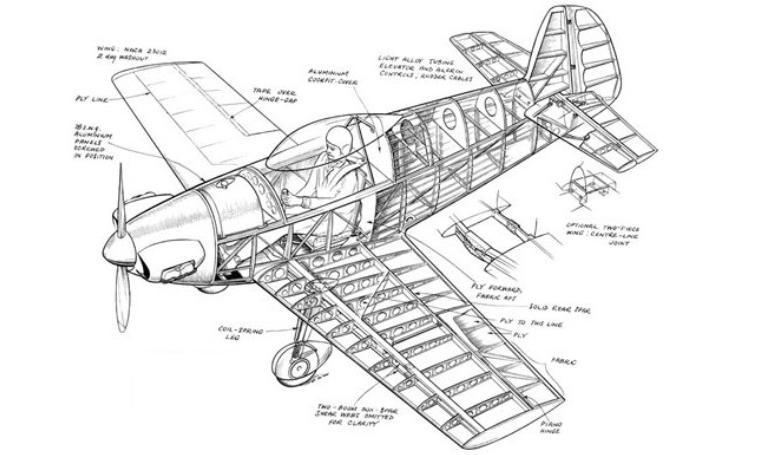 WING: NACA 23012
2 deg WASHOUT
PLY LINE
TAPE OVER
HINGE-GAP
ALUMINIUM
COCKPIT-COVER
LIGHT ALLOY TUBING
ELEVATOR AND AILERON
CONTROLS, RUDDER CABLES
ALUMINIUM
PANELS
SCREWED
IN POSITION
OPTIONAL TWO-PIECE
WING: CENTRE-LINE
JOINT
PLY FORWARD,
FABRIC AFT
SOLID REAR SPAR
PLY TO THIS LINE
PLY
COIL-SPRING
LEG
FABRIC
TWO-BOOM BOX-SPAR
SHEAR WEBS OMITTED
FOR CLARITY
PIANO
HINGE